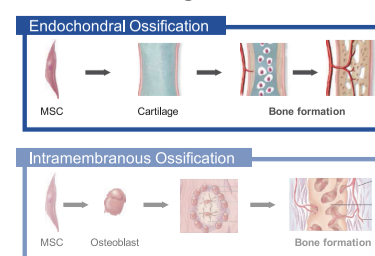 Endochondral Ossification
MSC
Cartilage
Bone formation
Intramembranous Ossification
MSC
Osteoblast
Bone formation